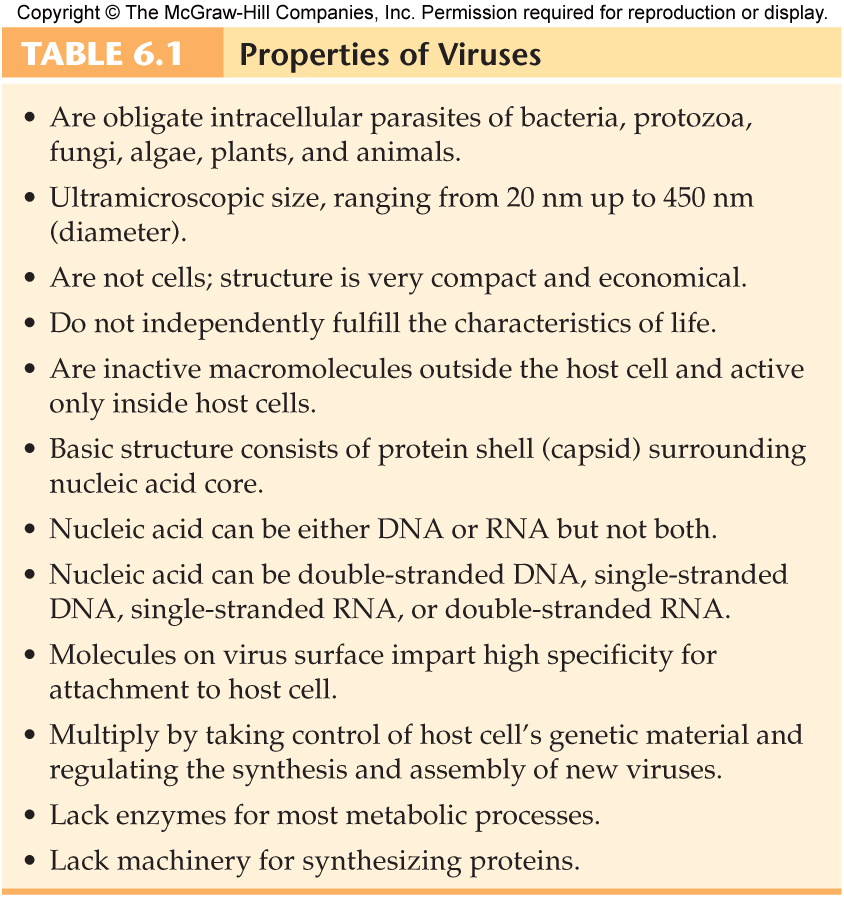 Copyright © The McGraw-Hill Companies, Inc. Permission required for reproduction or display.
TABLE 6.1 Properties of Viruses
• Are obligate intracellular parasites of bacteria, protozoa,
fungi, algae, plants, and animals.
• Ultramicroscopic size, ranging from 20 nm up to 450 nm
(diameter).
• Are not cells; structure is very compact and economical.
• Do not independently fulfill the characteristics of life.
• Are inactive macromolecules outside the host cell and active
only inside host cells.
• Basic structure consists of protein shell (capsid) surrounding
nucleic acid core.
• Nucleic acid can be either DNA or RNA but not both.
• Nucleic acid can be double-stranded DNA, single-stranded
DNA, single-stranded RNA, or double-stranded RNA.
• Molecules on virus surface impart high specificity for
attachment to host cell.
• Multiply by taking control of host cell’s genetic material and
regulating the synthesis and assembly of new viruses.
• Lack enzymes for most metabolic processes.
• Lack machinery for synthesizing proteins.